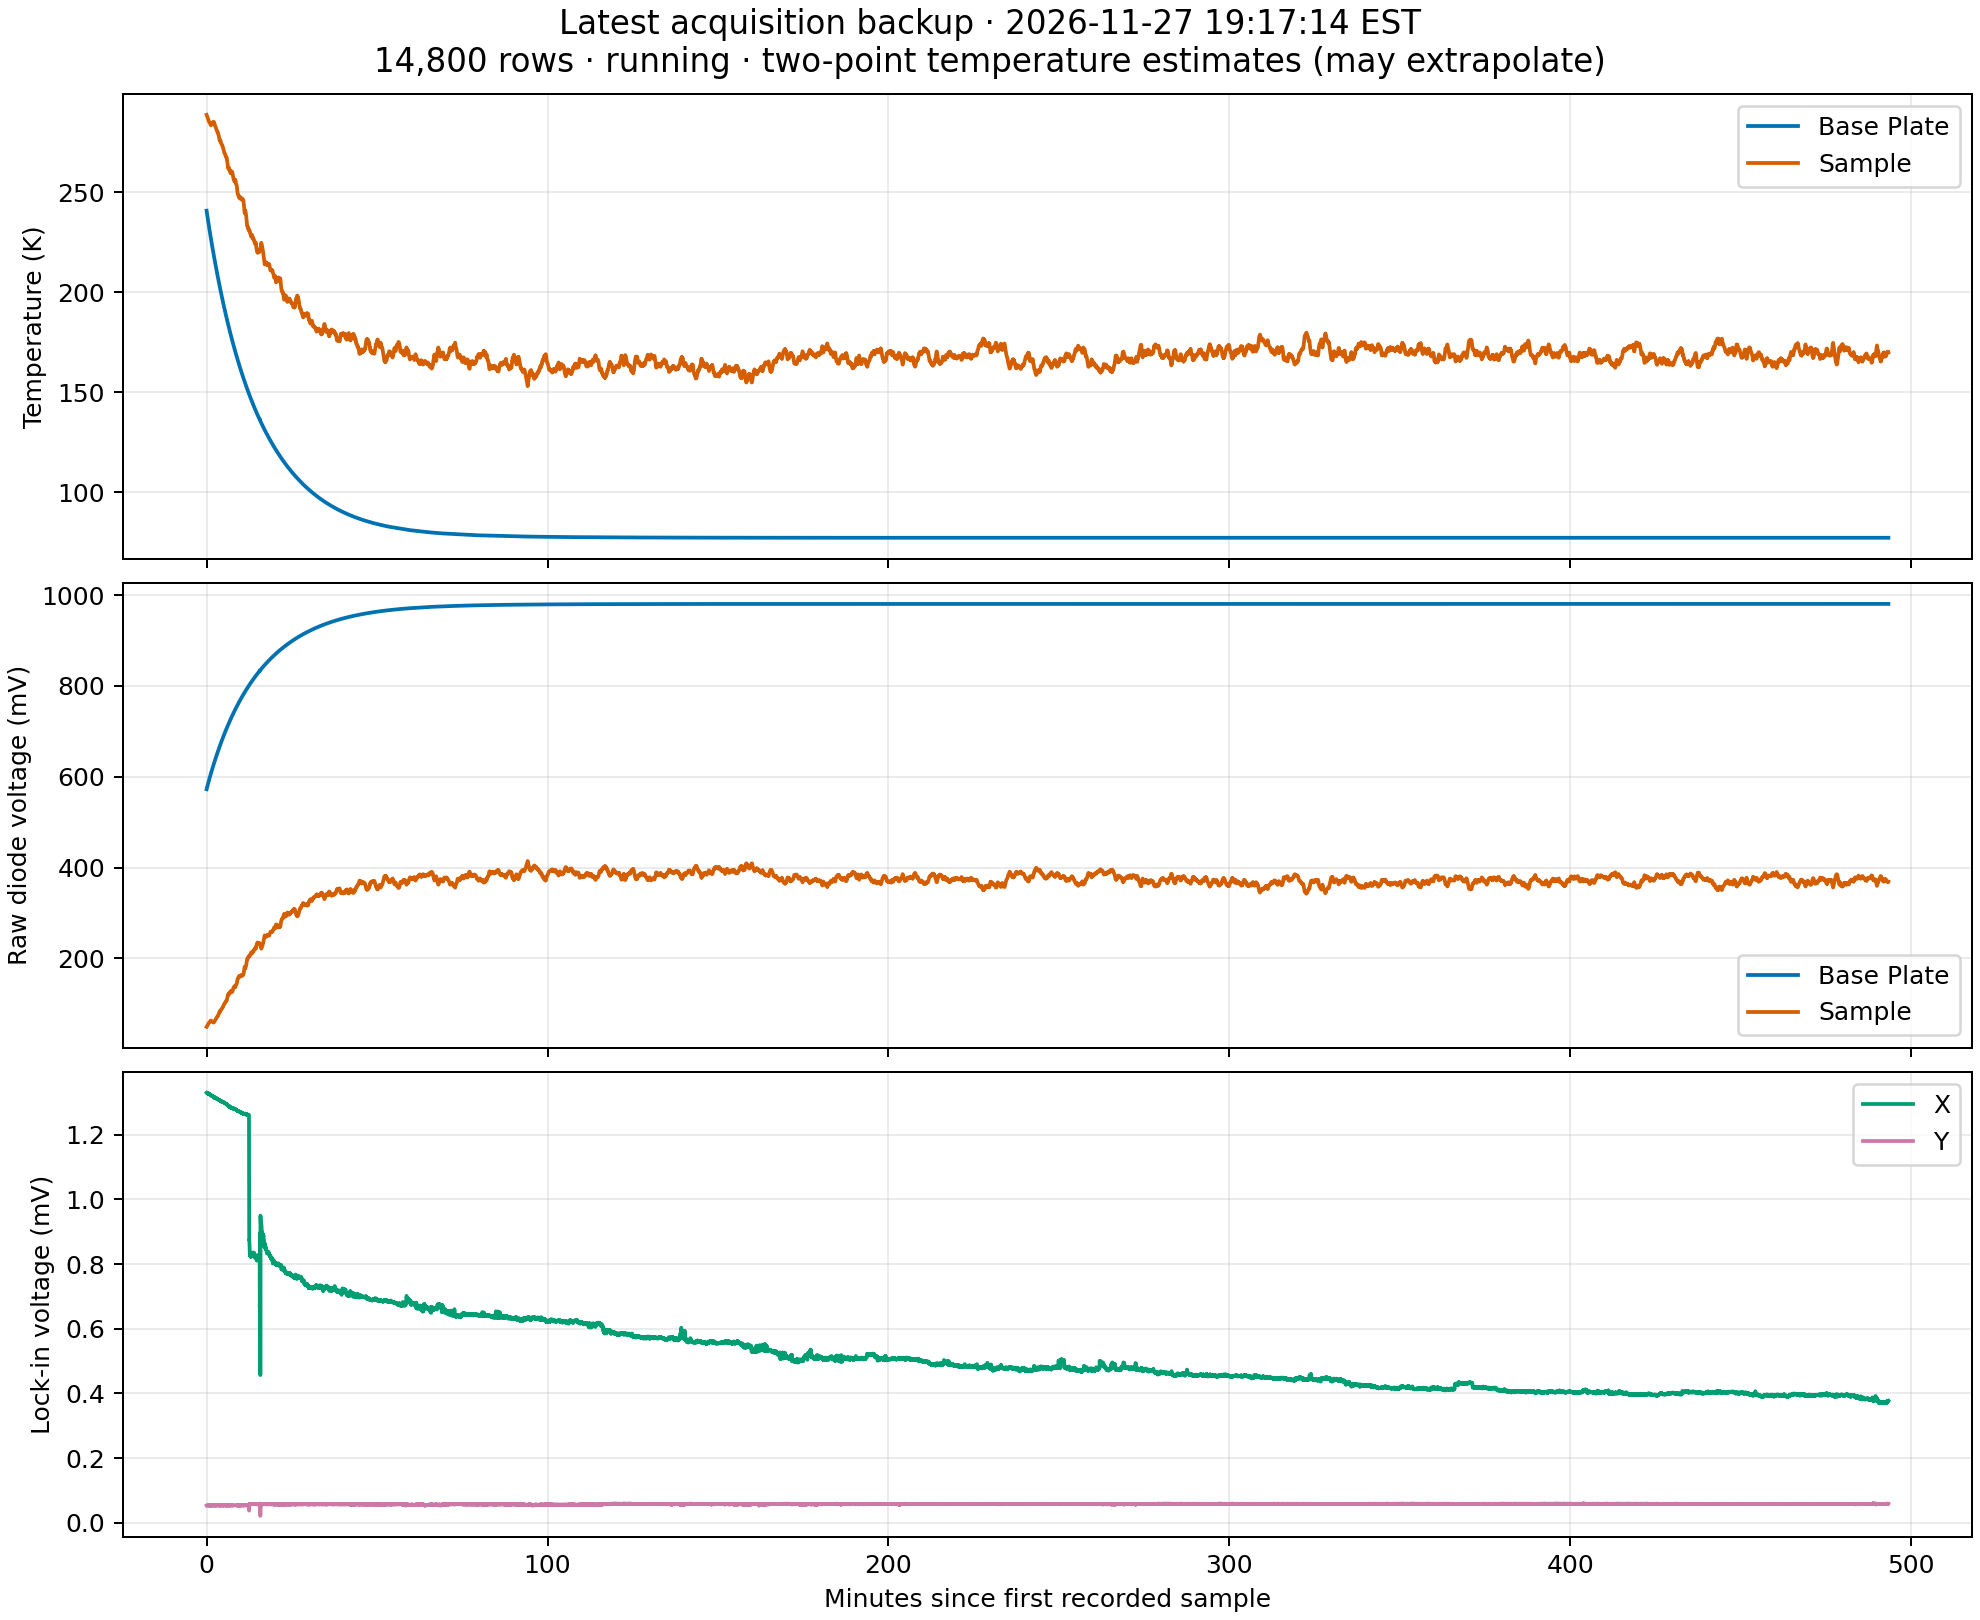 Latest acquisition backup · 2026-11-27 19:17:14 EST
14,800 rows · running · two-point temperature estimates (may extrapolate)
Temperature (K)
250
200
150
100
Base Plate
Sample
Raw diode voltage (mV)
1000
800
600
400
200
Base Plate
Sample
Lock-in voltage (mV)
1.2
1.0
0.8
0.6
0.4
0.2
0.0
X
Y
0 100 200 300 400 500
Minutes since first recorded sample